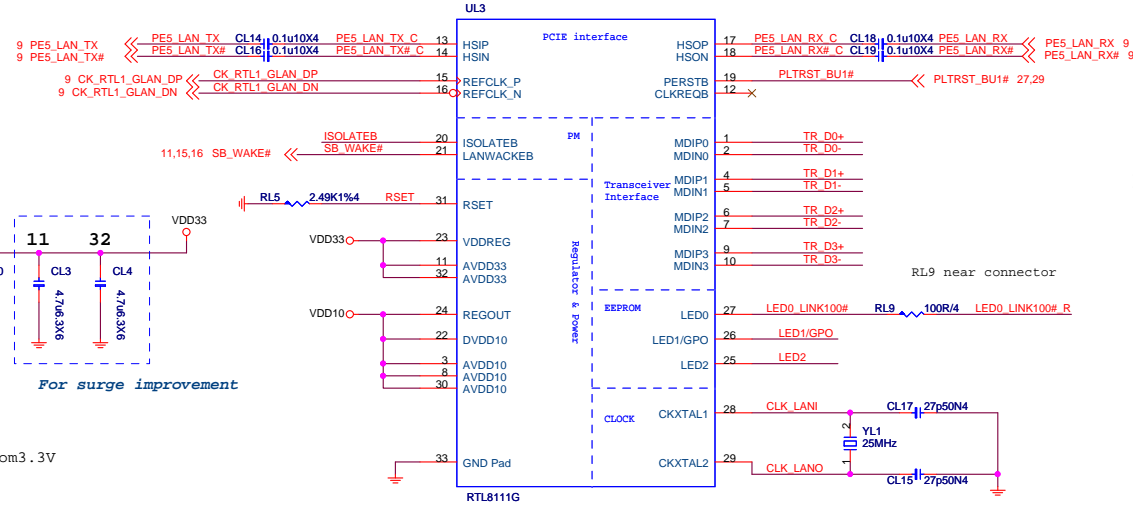 UL3
PCIE interface
9 PE5_LAN_TX PE5_LAN_TX CL14 0.1u10X4 PE5_LAN_TX_C 13 HSIP
9 PE5_LAN_TX# PE5_LAN_TX# CL16 0.1u10X4 PE5_LAN_TX#_C 14 HSIN
HSOP 17 PE5_LAN_RX_C CL18 0.1u10X4 PE5_LAN_RX PE5_LAN_RX 9
HSON 18 PE5_LAN_RX#_C CL19 0.1u10X4 PE5_LAN_RX# PE5_LAN_RX# 9
9 CK_RTL1_GLAN_DP CK_RTL1_GLAN_DP 15 REFCLK_P
9 CK_RTL1_GLAN_DN CK_RTL1_GLAN_DN 16 REFCLK_N
PERSTB 19 PLTRST_BU1# PLTRST_BU1# 27,29
CLKREQB 12
PM
ISOLATEB 20 ISOLATEB
11,15,16 SB_WAKE# SB_WAKE# 21 LANWACKEB
Transceiver
Interface
MDIP0 1 TR_D0+
MDIN0 2 TR_D0-
MDIP1 4 TR_D1+
MDIN1 5 TR_D1-
MDIP2 6 TR_D2+
MDIN2 7 TR_D2-
MDIP3 9 TR_D3+
MDIN3 10 TR_D3-
RL5 2.49K1%4 RSET 31 RSET
Regulator & Power
VDD33 23 VDDREG
11 AVDD33
32 AVDD33
VDD10 24 REGOUT
22 DVDD10
3 AVDD10
8 AVDD10
30 AVDD10
33 GND Pad
RL9 near connector
EEPROM
LED0 27 LED0_LINK100# RL9 100R/4 LED0_LINK100#_R
LED1/GPO 26 LED1/GPO
LED2 25 LED2
CLOCK
CKXTAL1 28 CLK_LANI CL17 27p50N4
2 YL1
1 25MHz
CKXTAL2 29 CLK_LANO CL15 27p50N4
RTL8111G
11 32 VDD33
0 CL3 CL4
4.7u6.3X6 4.7u6.3X6
For surge improvement
om3.3V